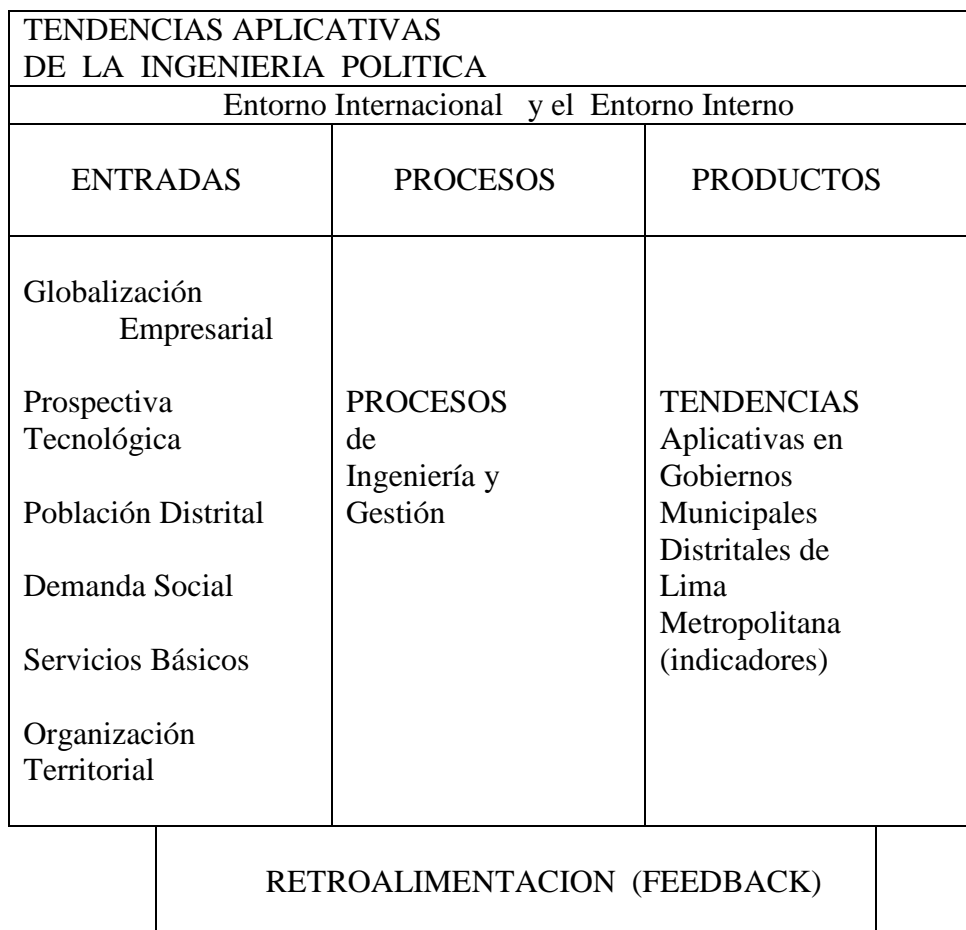 TENDENCIAS APLICATIVAS
DE LA INGENIERIA POLITICA
Entorno Internacional y el Entorno Interno
ENTRADAS
PROCESOS
PRODUCTOS
Globalización
Empresarial
Prospectiva
Tecnológica
Población Distrital
Demanda Social
Servicios Básicos
Organización
Territorial
PROCESOS
de
Ingeniería y
Gestión
TENDENCIAS
Aplicativas en
Gobiernos
Municipales
Distritales de
Lima
Metropolitana
(indicadores)
RETROALIMENTACION (FEEDBACK)